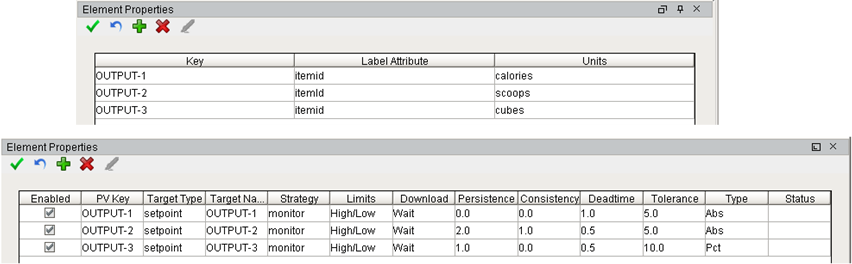 Element Properties
Key Label Attribute Units
OUTPUT-1 itemid calories
OUTPUT-2 itemId scoops
OUTPUT-3 itemid cubes
Element Properties
Enabled PV Key Target Type Target Na... Strategy Limits Download Persistence Consistency Deadtime Tolerance Type Status
OUTPUT-1 setpoint OUTPUT-1 monitor High/Low Wait 0.0 0.0 1.0 5.0 Abs
OUTPUT-2 setpoint OUTPUT-2 monitor High/Low Wait 2.0 1.0 0.5 5.0 Abs
OUTPUT-3 setpoint OUTPUT-3 monitor High/Low Wait 1.0 0.0 0.5 10.0 Pct